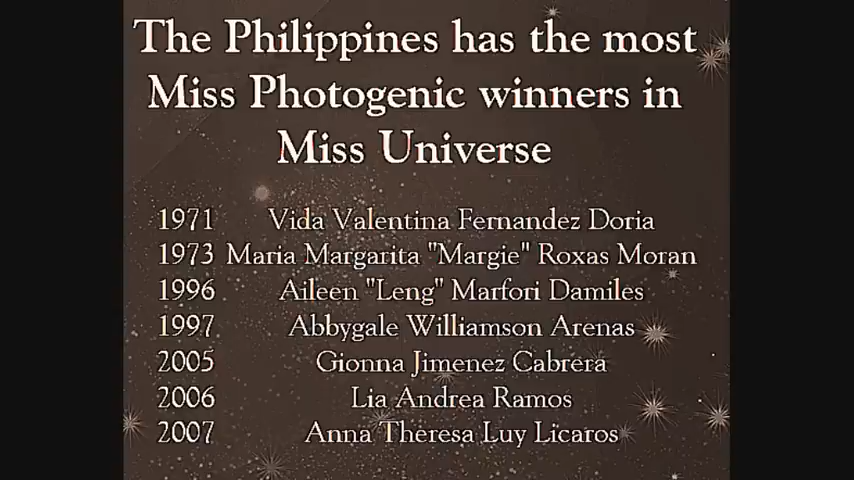 The Philippines has the most
Miss Photogenic winners in
Miss Universe
1971 Vida Valentina Fernandez Doria
1973 Maria Margarita "Margie" Roxas Moran
1996 Aileen "Leng" Marfori Damiles
1997 Abbygale Williamson Arenas
2005 Gionna Jimenez Cabrera
2006 Lia Andrea Ramos
2007 Anna Theresa Luy Licaros